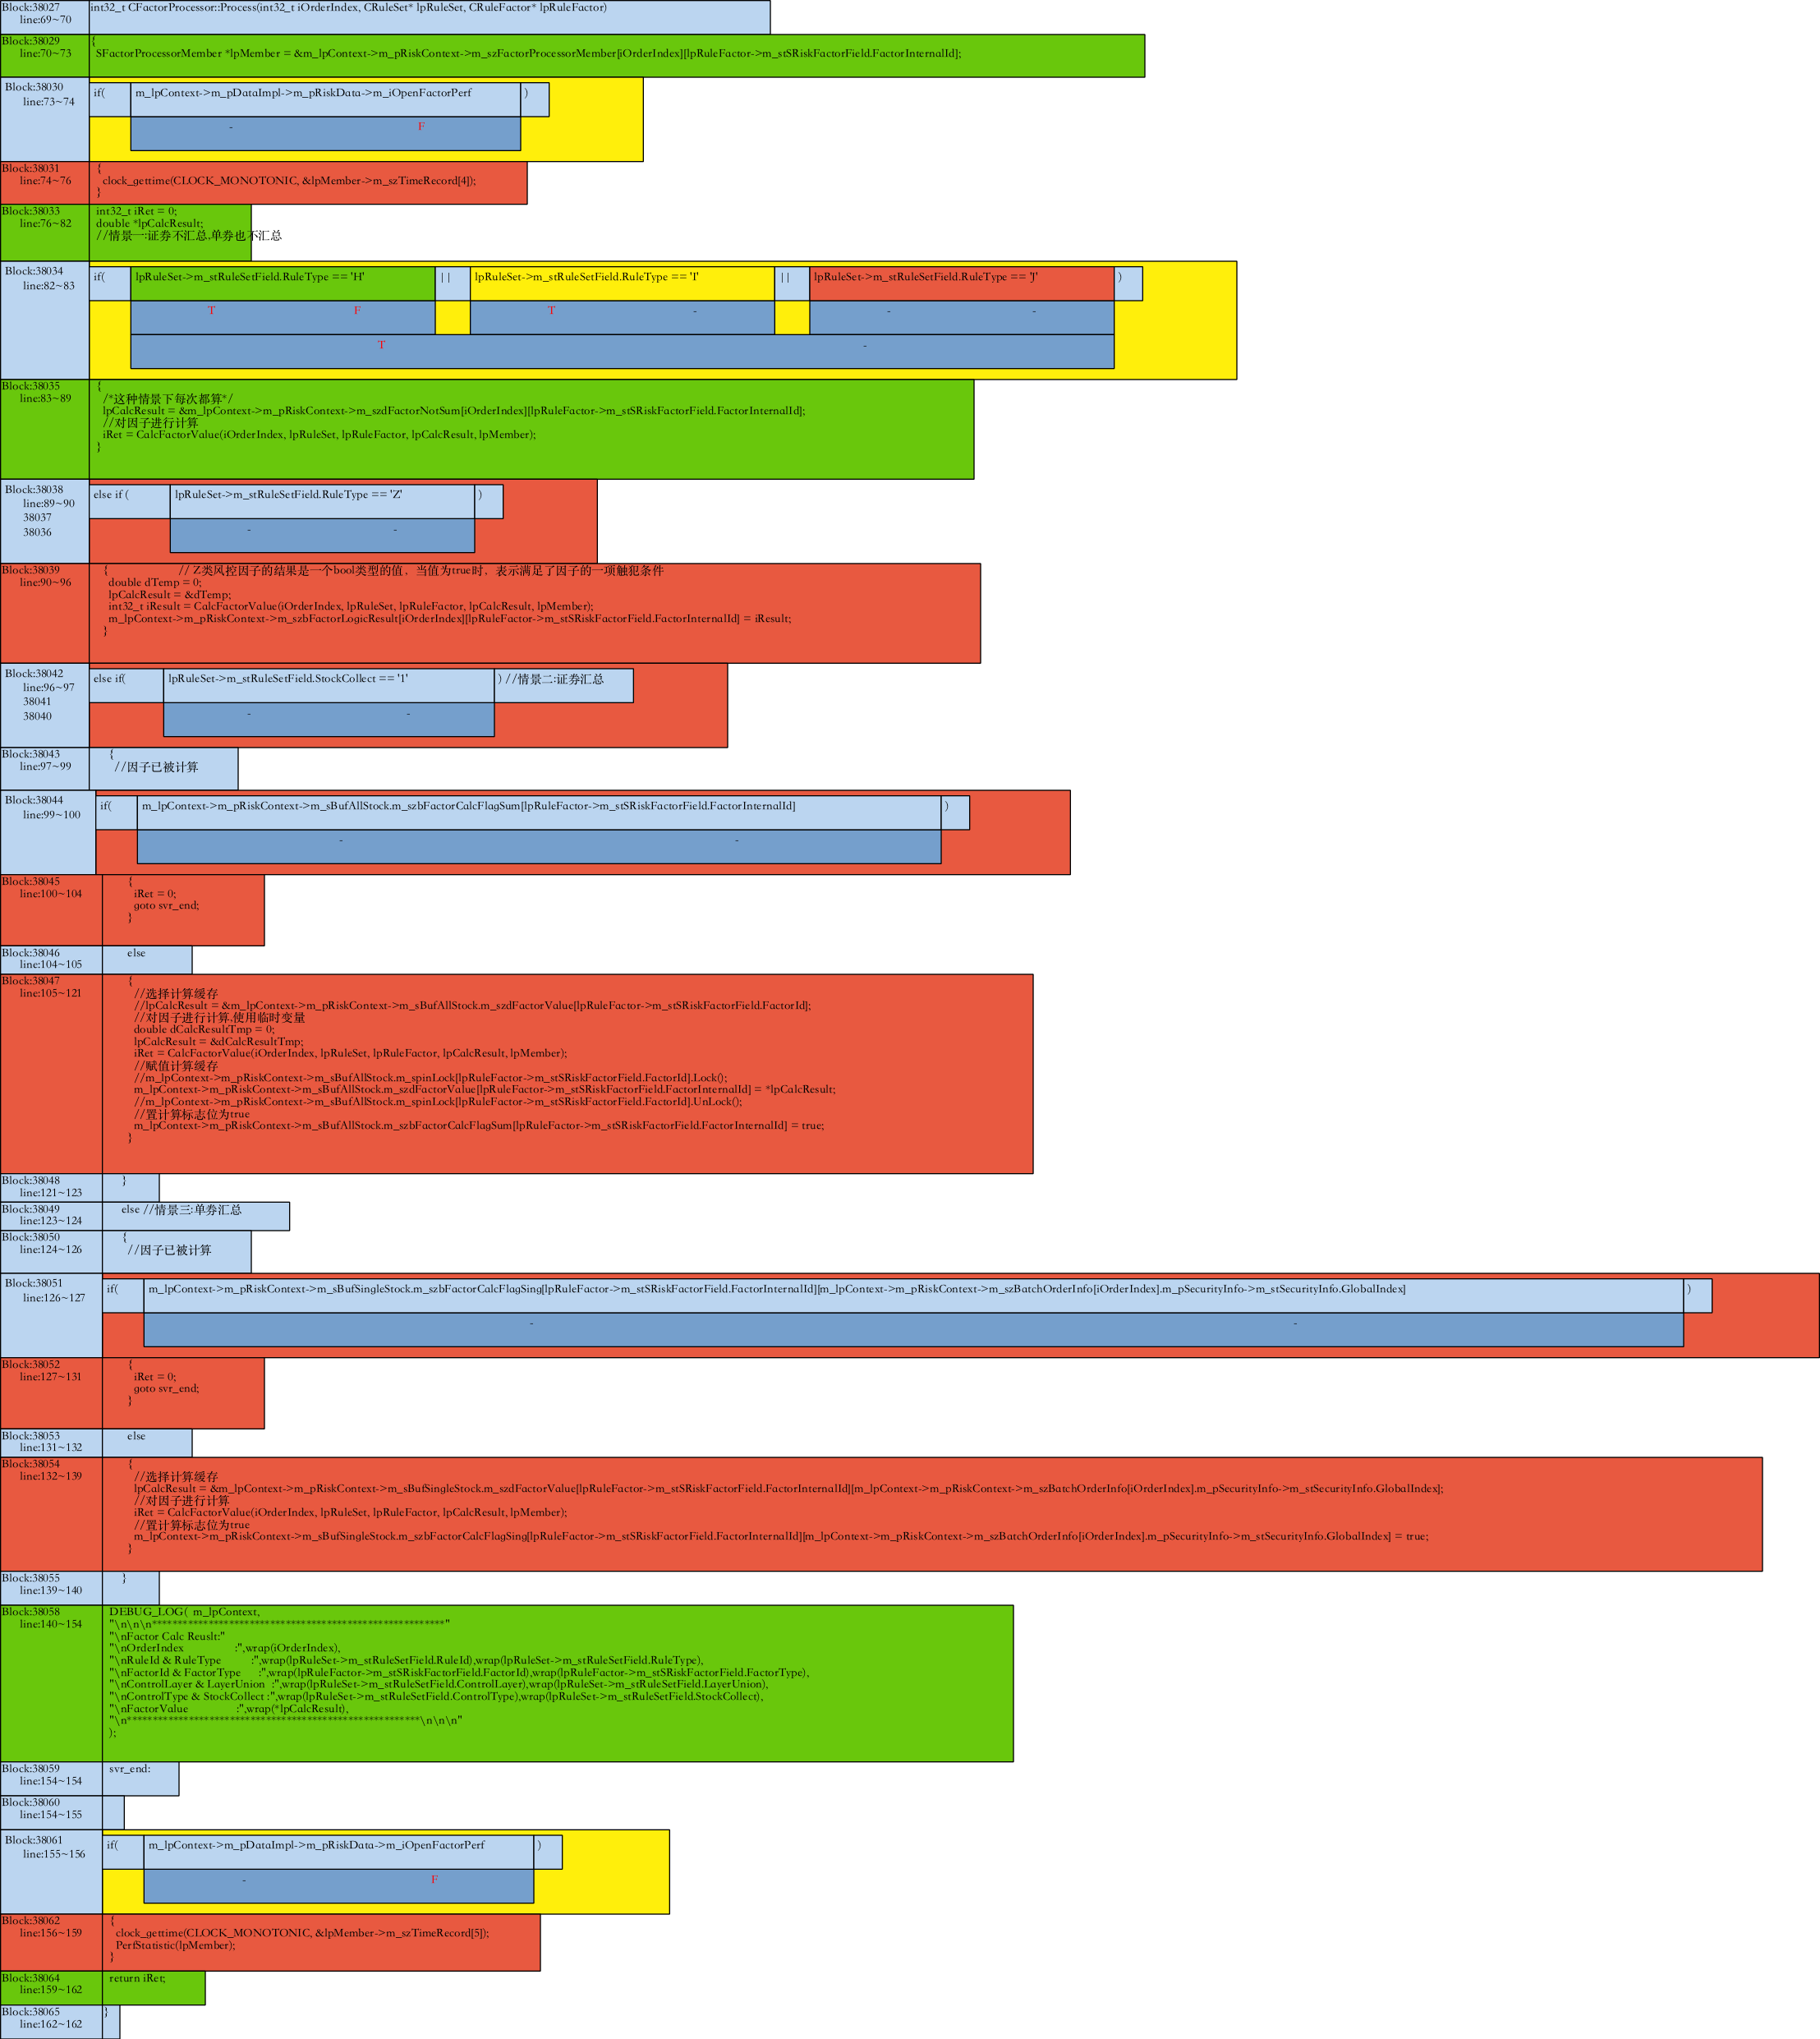 Block:38027
line:69~70
int32_t CFactorProcessor::Process(int32_t iOrderIndex, CRuleSet* lpRuleSet, CRuleFactor* lpRuleFactor)
Block:38029
line:70~73
{
SFactorProcessorMember *lpMember = &m_lpContext->m_pRiskContext->m_szFactorProcessorMember[iOrderIndex][lpRuleFactor->m_stSRiskFactorField.FactorInternalId];
Block:38030
line:73~74
if( m_lpContext->m_pDataImpl->m_pRiskData->m_iOpenFactorPerf )
- F
Block:38031
line:74~76
{
clock_gettime(CLOCK_MONOTONIC, &lpMember->m_szTimeRecord[4]);
}
Block:38033
line:76~82
int32_t iRet = 0;
double *lpCalcResult;
//情景一:证券不汇总,单券也不汇总
Block:38034
line:82~83
if( lpRuleSet->m_stRuleSetField.RuleType == 'H' || lpRuleSet->m_stRuleSetField.RuleType == 'I' || lpRuleSet->m_stRuleSetField.RuleType == 'J' )
T F T - - -
T -
Block:38035
line:83~89
{
/*这种情景下每次都算*/
lpCalcResult = &m_lpContext->m_pRiskContext->m_szdFactorNotSum[iOrderIndex][lpRuleFactor->m_stSRiskFactorField.FactorInternalId];
//对因子进行计算
iRet = CalcFactorValue(iOrderIndex, lpRuleSet, lpRuleFactor, lpCalcResult, lpMember);
}
Block:38038
line:89~90
38037
38036
else if ( lpRuleSet->m_stRuleSetField.RuleType == 'Z' )
- -
Block:38039
line:90~96
{ // Z类风控因子的结果是一个bool类型的值，当值为true时，表示满足了因子的一项触犯条件
double dTemp = 0;
lpCalcResult = &dTemp;
int32_t iResult = CalcFactorValue(iOrderIndex, lpRuleSet, lpRuleFactor, lpCalcResult, lpMember);
m_lpContext->m_pRiskContext->m_szbFactorLogicResult[iOrderIndex][lpRuleFactor->m_stSRiskFactorField.FactorInternalId] = iResult;
}
Block:38042
line:96~97
38041
38040
else if( lpRuleSet->m_stRuleSetField.StockCollect == '1' ) //情景二:证券汇总
- -
Block:38043
line:97~99
{
//因子已被计算
Block:38044
line:99~100
if( m_lpContext->m_pRiskContext->m_sBufAllStock.m_szbFactorCalcFlagSum[lpRuleFactor->m_stSRiskFactorField.FactorInternalId] )
- -
Block:38045
line:100~104
{
iRet = 0;
goto svr_end;
}
Block:38046
line:104~105
else
Block:38047
line:105~121
{
//选择计算缓存
//lpCalcResult = &m_lpContext->m_pRiskContext->m_sBufAllStock.m_szdFactorValue[lpRuleFactor->m_stSRiskFactorField.FactorId];
//对因子进行计算,使用临时变量
double dCalcResultTmp = 0;
lpCalcResult = &dCalcResultTmp;
iRet = CalcFactorValue(iOrderIndex, lpRuleSet, lpRuleFactor, lpCalcResult, lpMember);
//赋值计算缓存
//m_lpContext->m_pRiskContext->m_sBufAllStock.m_spinLock[lpRuleFactor->m_stSRiskFactorField.FactorId].Lock();
m_lpContext->m_pRiskContext->m_sBufAllStock.m_szdFactorValue[lpRuleFactor->m_stSRiskFactorField.FactorInternalId] = *lpCalcResult;
//m_lpContext->m_pRiskContext->m_sBufAllStock.m_spinLock[lpRuleFactor->m_stSRiskFactorField.FactorId].UnLock();
//置计算标志位为true
m_lpContext->m_pRiskContext->m_sBufAllStock.m_szbFactorCalcFlagSum[lpRuleFactor->m_stSRiskFactorField.FactorInternalId] = true;
}
Block:38048
line:121~123
}
Block:38049
line:123~124
else //情景三:单券汇总
Block:38050
line:124~126
{
//因子已被计算
Block:38051
line:126~127
if( m_lpContext->m_pRiskContext->m_sBufSingleStock.m_szbFactorCalcFlagSing[lpRuleFactor->m_stSRiskFactorField.FactorInternalId][m_lpContext->m_pRiskContext->m_szBatchOrderInfo[iOrderIndex].m_pSecurityInfo->m_stSecurityInfo.GlobalIndex] )
- -
Block:38052
line:127~131
{
iRet = 0;
goto svr_end;
}
Block:38053
line:131~132
else
Block:38054
line:132~139
{
//选择计算缓存
lpCalcResult = &m_lpContext->m_pRiskContext->m_sBufSingleStock.m_szdFactorValue[lpRuleFactor->m_stSRiskFactorField.FactorInternalId][m_lpContext->m_pRiskContext->m_szBatchOrderInfo[iOrderIndex].m_pSecurityInfo->m_stSecurityInfo.GlobalIndex];
//对因子进行计算
iRet = CalcFactorValue(iOrderIndex, lpRuleSet, lpRuleFactor, lpCalcResult, lpMember);
//置计算标志位为true
m_lpContext->m_pRiskContext->m_sBufSingleStock.m_szbFactorCalcFlagSing[lpRuleFactor->m_stSRiskFactorField.FactorInternalId][m_lpContext->m_pRiskContext->m_szBatchOrderInfo[iOrderIndex].m_pSecurityInfo->m_stSecurityInfo.GlobalIndex] = true;
}
Block:38055
line:139~140
}
Block:38058
line:140~154
DEBUG_LOG( m_lpContext,
"\n\n\n**********************************************************"
"\nFactor Calc Reuslt:"
"\nOrderIndex :",wrap(iOrderIndex),
"\nRuleId & RuleType :",wrap(lpRuleSet->m_stRuleSetField.RuleId),wrap(lpRuleSet->m_stRuleSetField.RuleType),
"\nFactorId & FactorType :",wrap(lpRuleFactor->m_stSRiskFactorField.FactorId),wrap(lpRuleFactor->m_stSRiskFactorField.FactorType),
"\nControlLayer & LayerUnion :",wrap(lpRuleSet->m_stRuleSetField.ControlLayer),wrap(lpRuleSet->m_stRuleSetField.LayerUnion),
"\nControlType & StockCollect :",wrap(lpRuleSet->m_stRuleSetField.ControlType),wrap(lpRuleSet->m_stRuleSetField.StockCollect),
"\nFactorValue :",wrap(*lpCalcResult),
"\n**********************************************************\n\n\n"
);
Block:38059
line:154~154
svr_end:
Block:38060
line:154~155
Block:38061
line:155~156
if( m_lpContext->m_pDataImpl->m_pRiskData->m_iOpenFactorPerf )
- F
Block:38062
line:156~159
{
clock_gettime(CLOCK_MONOTONIC, &lpMember->m_szTimeRecord[5]);
PerfStatistic(lpMember);
}
Block:38064
line:159~162
return iRet;
Block:38065
line:162~162
}